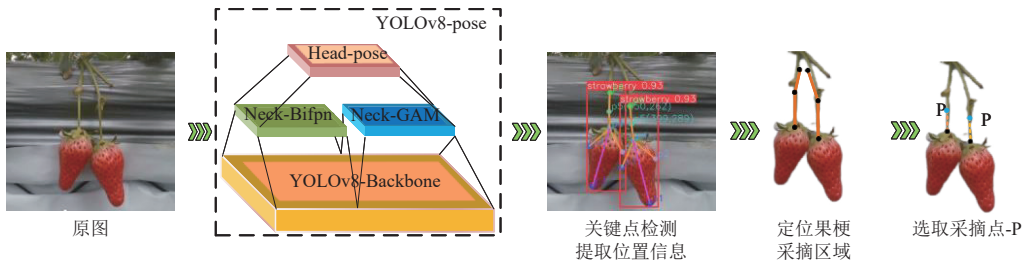 YOLOv8-pose
Head-pose
Neck-Bifpn
Neck-GAM
YOLOv8-Backbone
strowberry 0.93
strowberry 0.93
P
P
原图
关键点检测
提取位置信息
定位果梗
采摘区域
选取采摘点-P